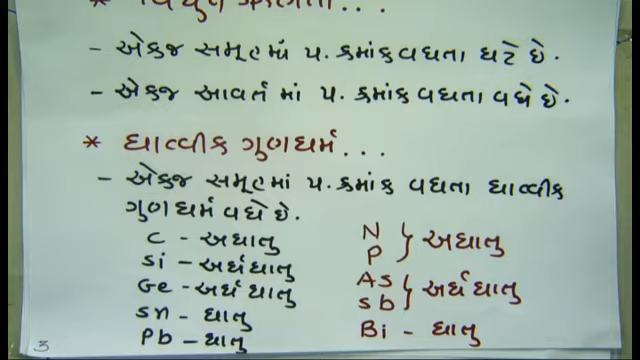 * વિદ્યુત ઋણતા...
- એકજ સમૂહમાં પ. ક્રમાંક વધતા ઘટે છે.
- એકજ આવર્ત માં પ. ક્રમાંક વધતા વધે છે.
* ધાત્વીક ગુણધર્મ...
- એકજ સમૂહમાં પ. ક્રમાંક વધતા ધાત્વીક
ગુણધર્મ વધે છે.
C - અધાતુ
Si - અર્ધધાતુ
Ge - અર્ધધાતુ
Sn - ધાતુ
Pb - ધાતુ
N
P } અધાતુ
As
Sb } અર્ધધાતુ
Bi - ધાતુ
3